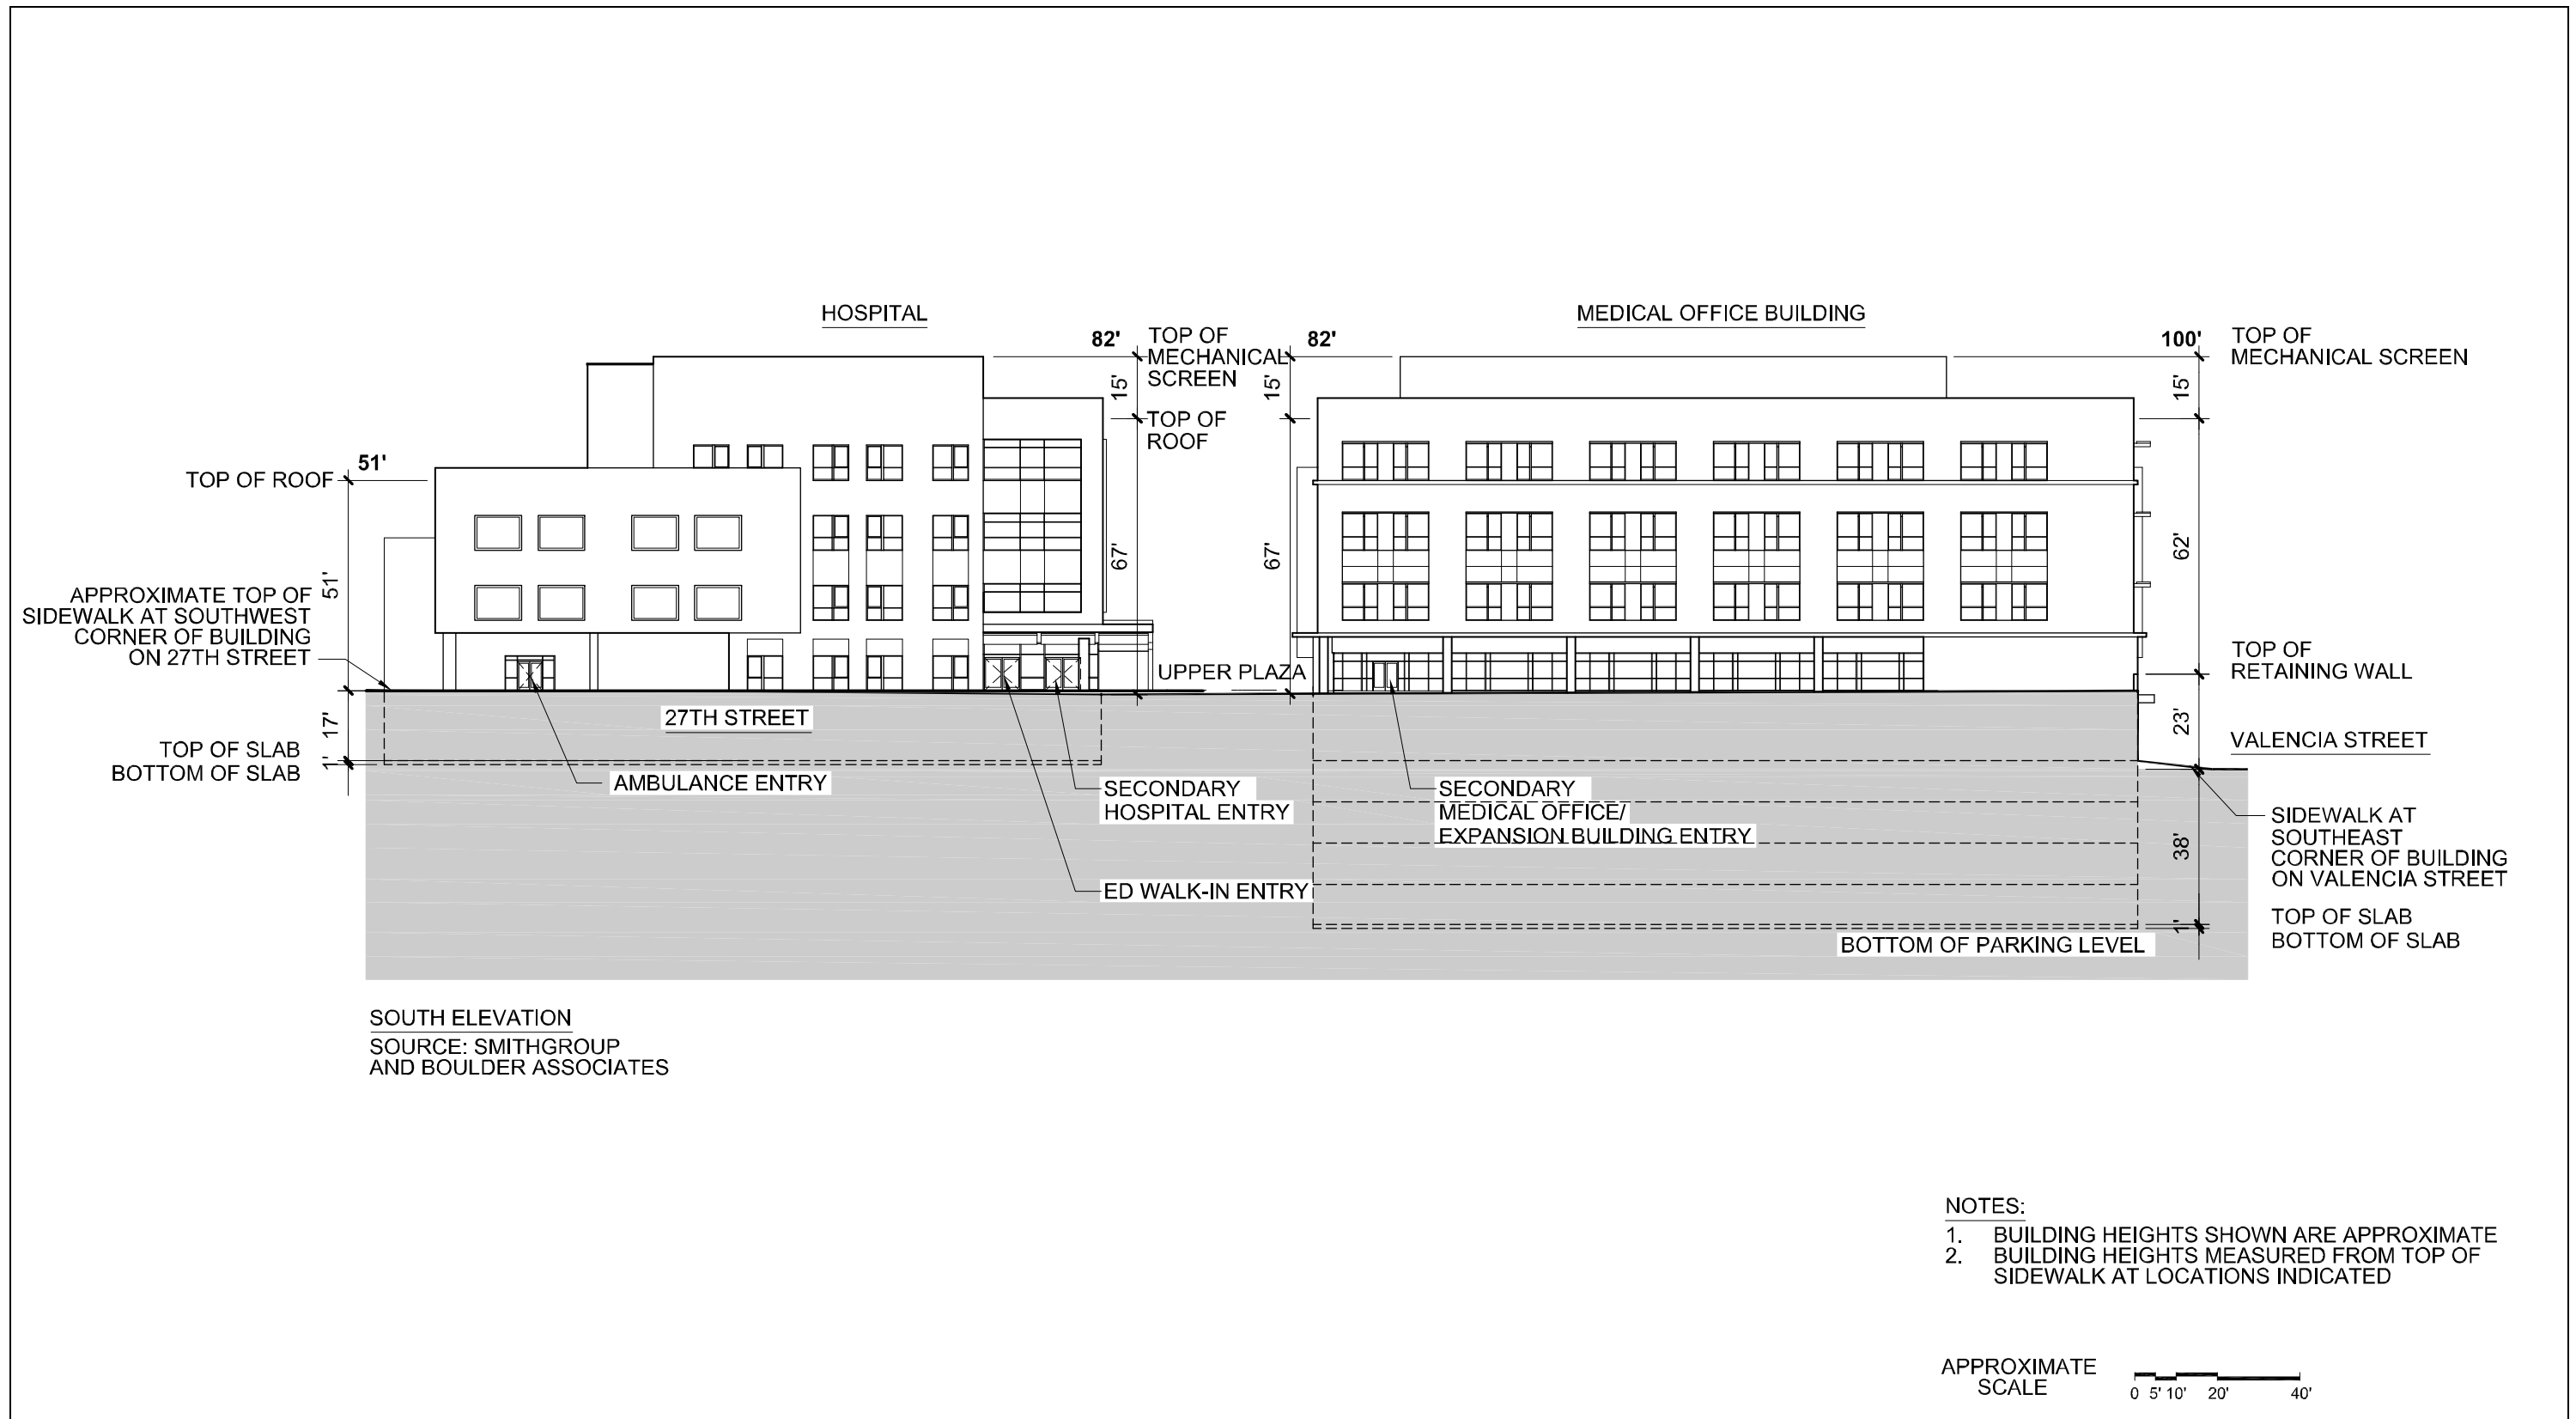 HOSPITAL
MEDICAL OFFICE BUILDING
82'
TOP OF
MECHANICAL
SCREEN
15'
TOP OF
ROOF
67'
82'
15'
67'
100'
TOP OF
MECHANICAL SCREEN
15'
62'
TOP OF
RETAINING WALL
23'
VALENCIA STREET
TOP OF ROOF
51'
51'
APPROXIMATE TOP OF
SIDEWALK AT SOUTHWEST
CORNER OF BUILDING
ON 27TH STREET
UPPER PLAZA
17'
27TH STREET
TOP OF SLAB
BOTTOM OF SLAB
1'
AMBULANCE ENTRY
SECONDARY
HOSPITAL ENTRY
ED WALK-IN ENTRY
SECONDARY
MEDICAL OFFICE/
EXPANSION BUILDING ENTRY
SIDEWALK AT
SOUTHEAST
CORNER OF BUILDING
ON VALENCIA STREET
38'
TOP OF SLAB
BOTTOM OF SLAB
1'
BOTTOM OF PARKING LEVEL
SOUTH ELEVATION
SOURCE: SMITHGROUP
AND BOULDER ASSOCIATES
NOTES:
1. BUILDING HEIGHTS SHOWN ARE APPROXIMATE
2. BUILDING HEIGHTS MEASURED FROM TOP OF
SIDEWALK AT LOCATIONS INDICATED
APPROXIMATE
SCALE
0 5' 10' 20' 40'